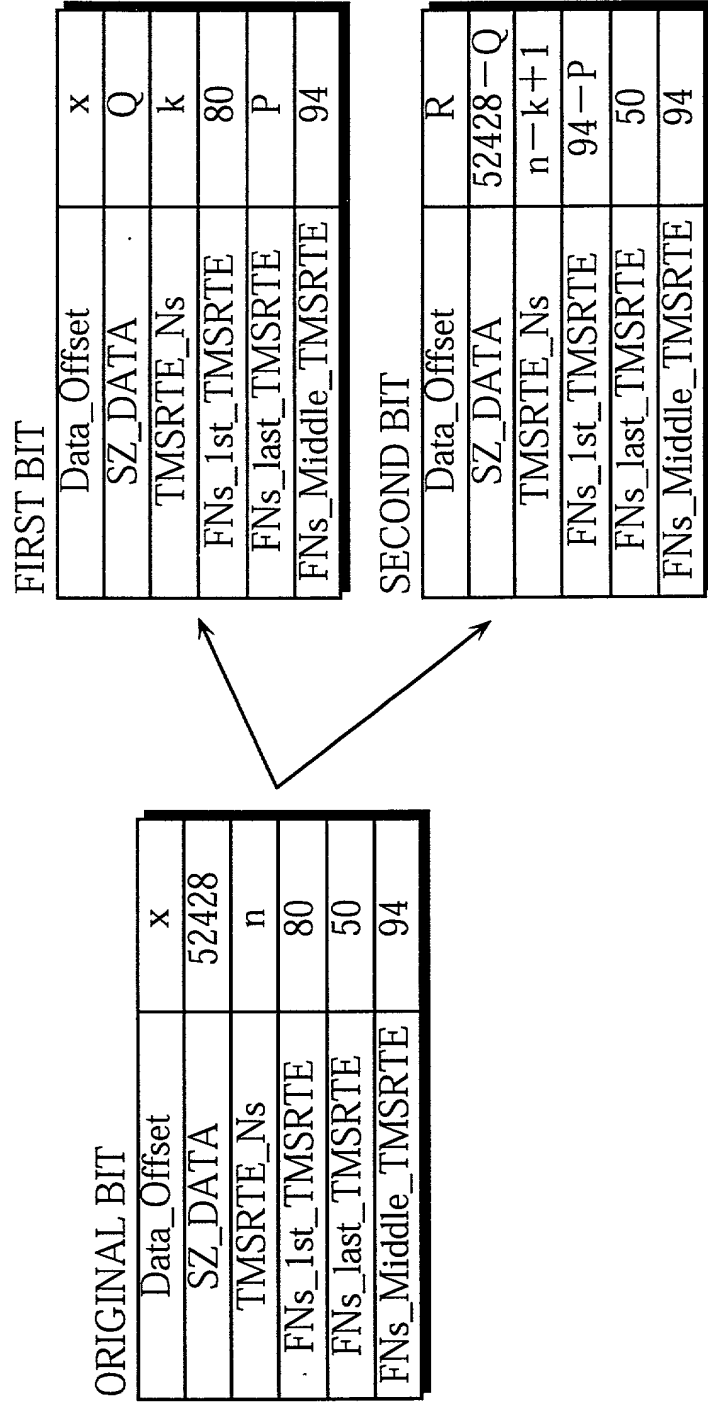 ORIGINAL BIT
Data_Offset x
SZ_DATA 52428
TMSRTE_Ns n
FNs_1st_TMSRTE 80
FNs_last_TMSRTE 50
FNs_Middle_TMSRTE 94
FIRST BIT
Data_Offset x
SZ_DATA Q
TMSRTE_Ns k
FNs_1st_TMSRTE 80
FNs_last_TMSRTE P
FNs_Middle_TMSRTE 94
SECOND BIT
Data_Offset R
SZ_DATA 52428−Q
TMSRTE_Ns n−k+1
FNs_1st_TMSRTE 94−P
FNs_last_TMSRTE 50
FNs_Middle_TMSRTE 94